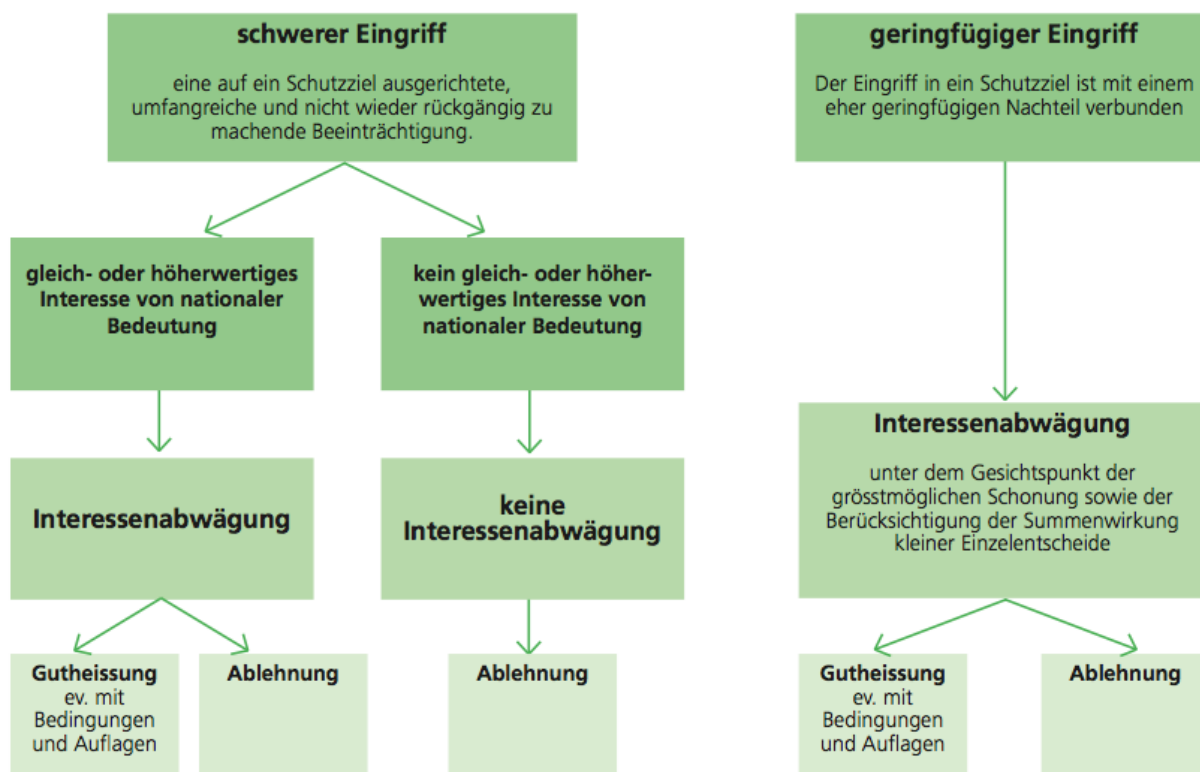 schwerer Eingriff
eine auf ein Schutzziel ausgerichtete,
umfangreiche und nicht wieder rückgängig zu
machende Beeinträchtigung.
geringfügiger Eingriff
Der Eingriff in ein Schutzziel ist mit einem
eher geringfügigen Nachteil verbunden
gleich- oder höherwertiges
Interesse von nationaler
Bedeutung
kein gleich- oder höher-
wertiges Interesse von
nationaler Bedeutung
Interessenabwägung
keine
Interessenabwägung
Interessenabwägung
unter dem Gesichtspunkt der
grösstmöglichen Schonung sowie der
Berücksichtigung der Summenwirkung
kleiner Einzelentscheide
Gutheissung
ev. mit
Bedingungen
und Auflagen
Ablehnung
Ablehnung
Gutheissung
ev. mit
Bedingungen
und Auflagen
Ablehnung